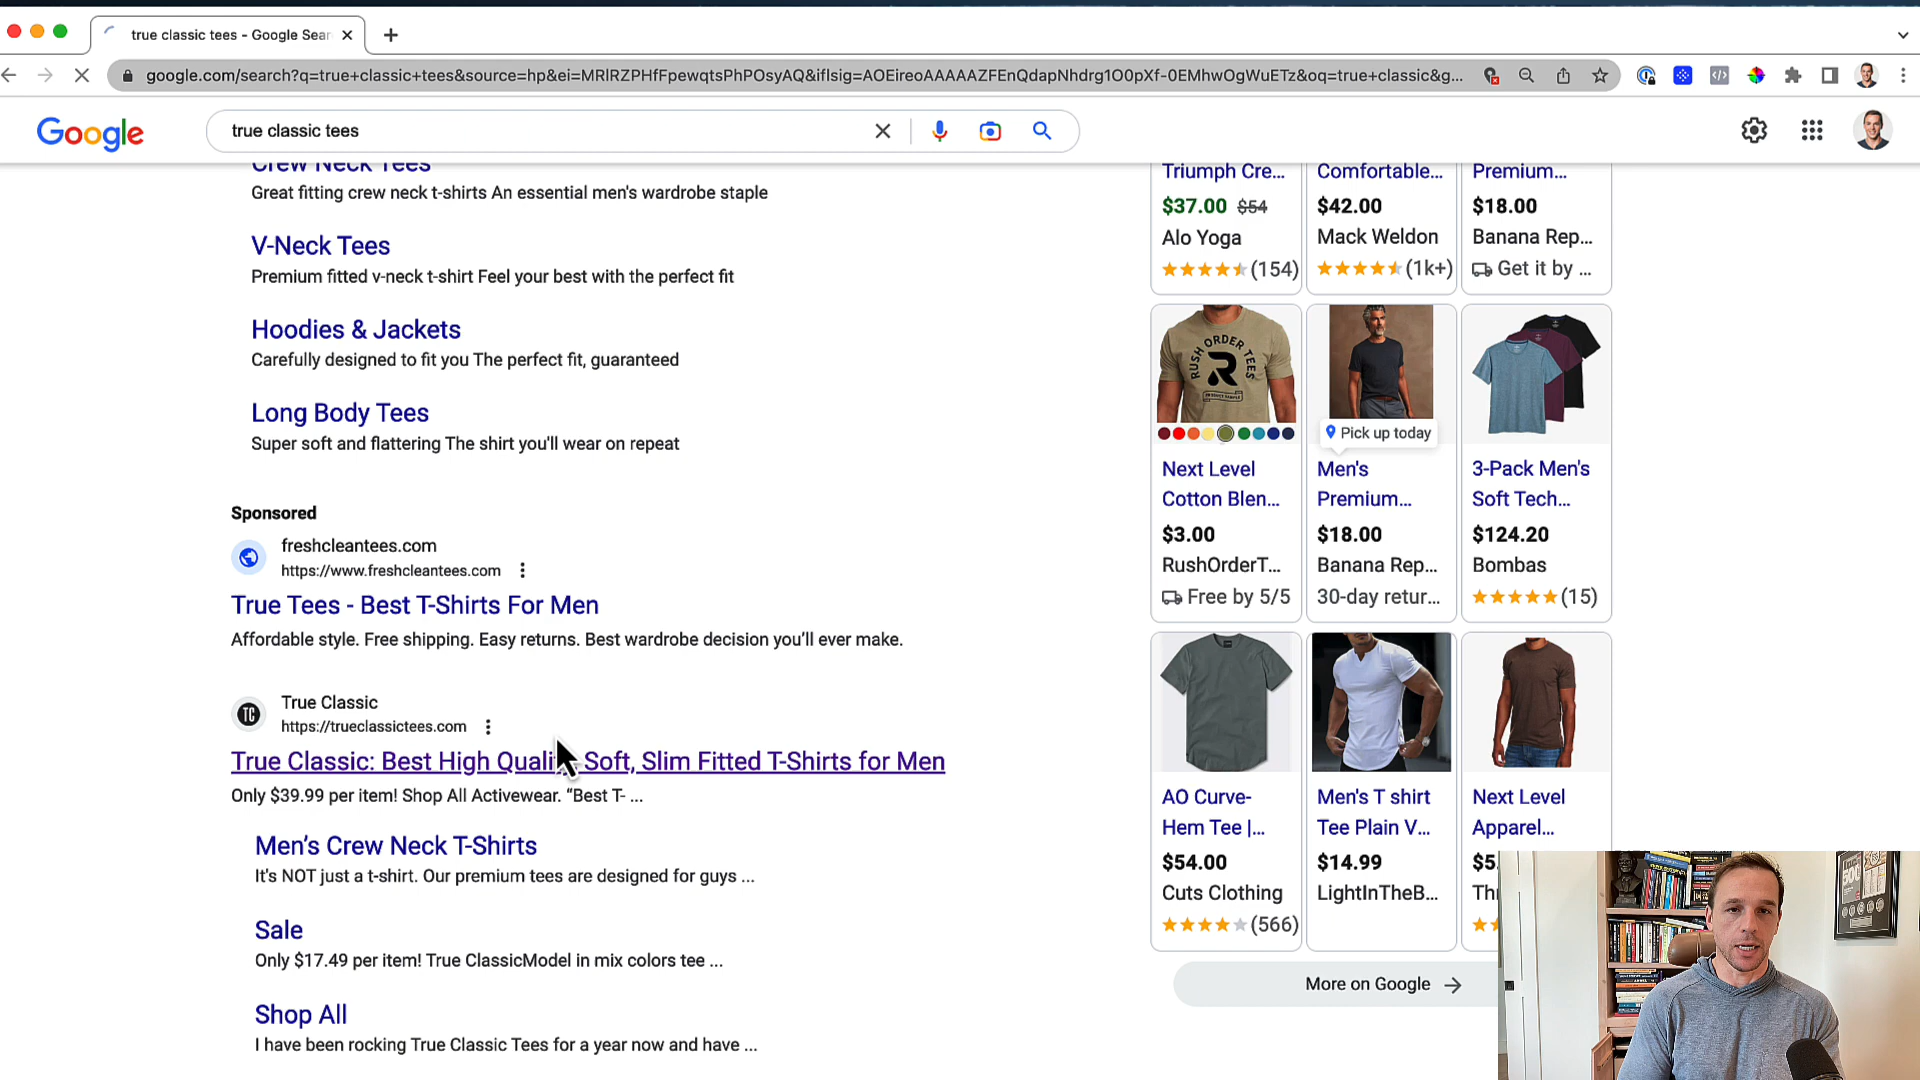 true classic tees - Google Sear
google.com/search?q=true+classic+tees&source=hp&ei=MRlRZPHfFpewqtsPhPOsyAQ&iflsig=AOEireoAAAAAZFEnQdapNhdrg1O0pXf-0EMhwOgWuETz&oq=true+classic&g...
Google
true classic tees
Crew Neck Tees
Great fitting crew neck t-shirts An essential men's wardrobe staple
V-Neck Tees
Premium fitted v-neck t-shirt Feel your best with the perfect fit
Hoodies & Jackets
Carefully designed to fit you The perfect fit, guaranteed
Long Body Tees
Super soft and flattering The shirt you'll wear on repeat
Sponsored
freshcleantees.com
https://www.freshcleantees.com
True Tees - Best T-Shirts For Men
Affordable style. Free shipping. Easy returns. Best wardrobe decision you’ll ever make.
TC
True Classic
https://trueclassictees.com
True Classic: Best High Quality, Soft, Slim Fitted T-Shirts for Men
Only $39.99 per item! Shop All Activewear. “Best T- ...
Men’s Crew Neck T-Shirts
It's NOT just a t-shirt. Our premium tees are designed for guys ...
Sale
Only $17.49 per item! True ClassicModel in mix colors tee ...
Shop All
I have been rocking True Classic Tees for a year now and have ...
Triumph Cre...
$37.00 $54
Alo Yoga
(154)
Comfortable...
$42.00
Mack Weldon
(1k+)
Premium...
$18.00
Banana Rep...
Get it by ...
RUSH ORDER TEES
Next Level
Cotton Blen...
$3.00
RushOrderT...
Free by 5/5
Pick up today
Men's
Premium...
$18.00
Banana Rep...
30-day retur...
3-Pack Men's
Soft Tech...
$124.20
Bombas
(15)
AO Curve-
Hem Tee |...
$54.00
Cuts Clothing
(566)
Men's T shirt
Tee Plain V...
$14.99
LightInTheB...
Next Level
Apparel...
$5.
Thr
More on Google